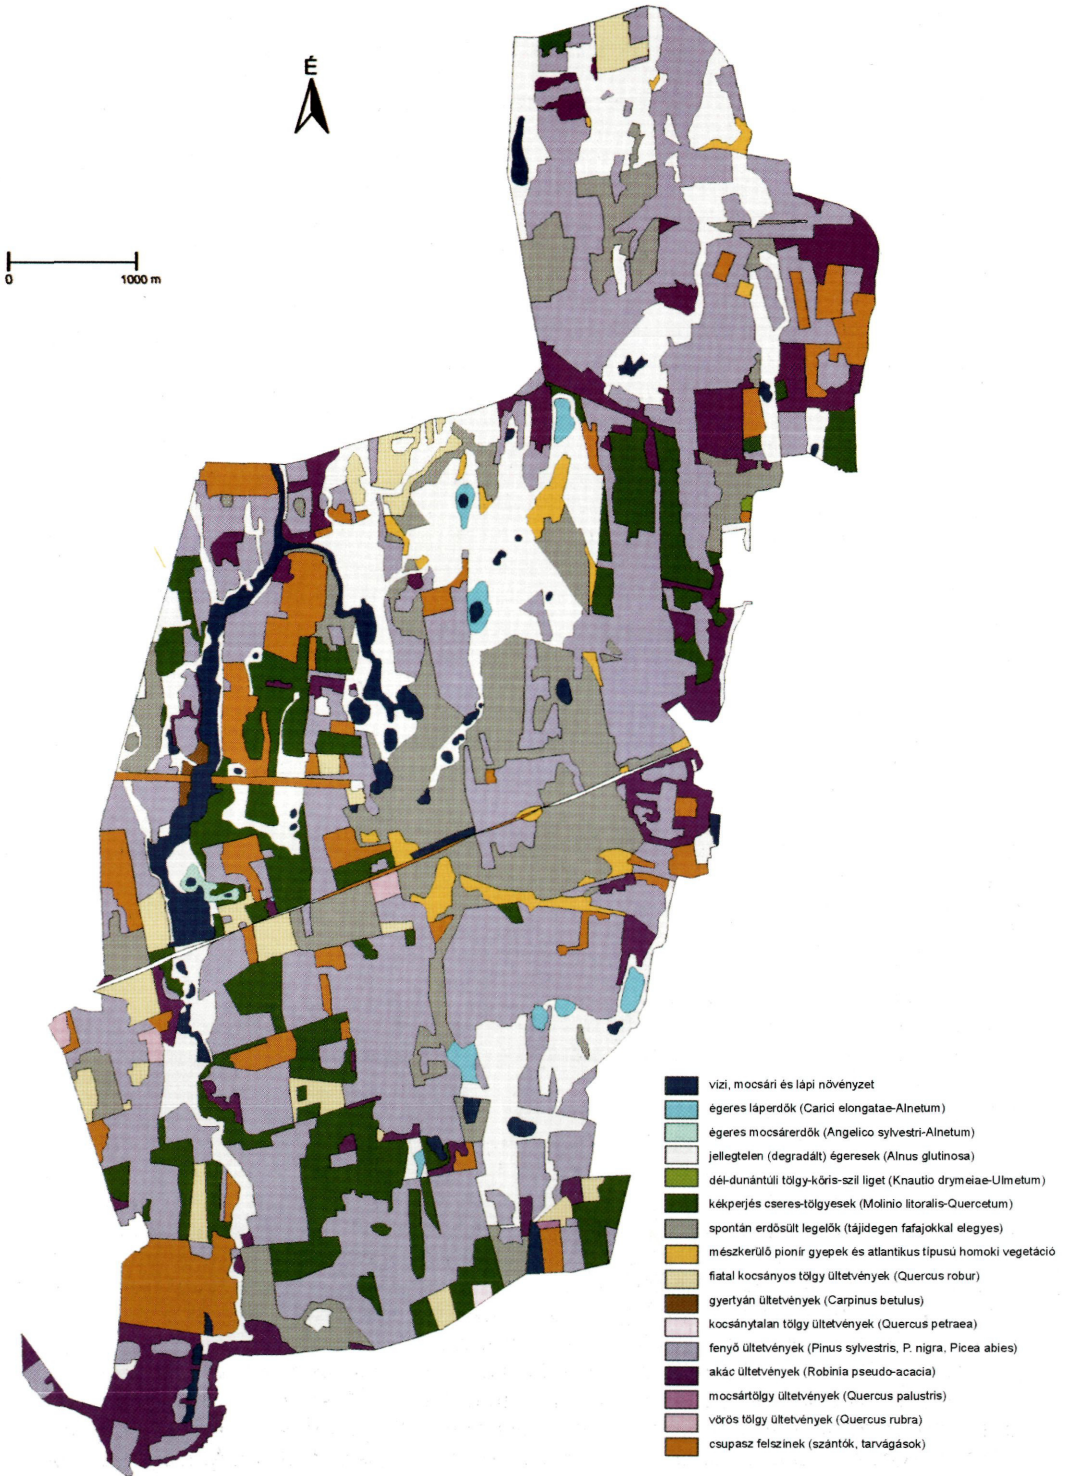 É
0 1000 m
vízi, mocsári és lápi növényzet
égeres láperdők (Carici elongatae-Alnetum)
égeres mocsárerdők (Angelico sylvestri-Alnetum)
jellegtelen (degradált) égeresek (Alnus glutinosa)
dél-dunántúli tölgy-kőris-szil liget (Knautio drymeiae-Ulmetum)
kékperjés cseres-tölgyesek (Molinio litoralis-Quercetum)
spontán erdősült legelők (tájidegen fafajokkal elegyes)
mészkerülő pionír gyepek és atlantikus típusú homoki vegetáció
fiatal kocsányos tölgy ültetvények (Quercus robur)
gyertyán ültetvények (Carpinus betulus)
kocsánytalan tölgy ültetvények (Quercus petraea)
fenyő ültetvények (Pinus sylvestris, P. nigra, Picea abies)
akác ültetvények (Robinia pseudo-acacia)
mocsártölgy ültetvények (Quercus palustris)
vörös tölgy ültetvények (Quercus rubra)
csupasz felszínek (szántók, tarvágások)